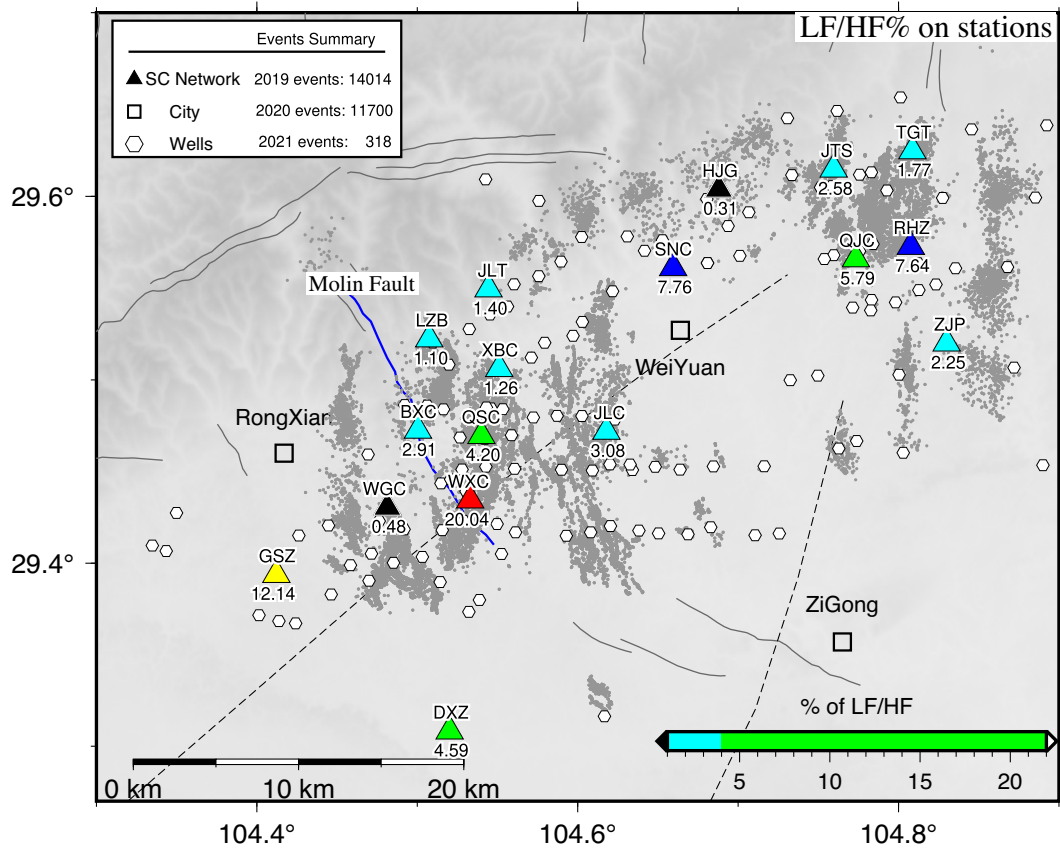 LF/HF% on stations
Events Summary
SC Network 2019 events: 14014
City 2020 events: 11700
Wells 2021 events: 318
TGT
1.77
JTS
2.58
HJG
0.31
29.6°
RHZ
7.64
QJC
5.79
SNC
7.76
JLT
1.40
Molin Fault
LZB
1.10
ZJP
2.25
XBC
1.26
WeiYuan
RongXian
BXC
2.91
QSC
4.20
JLC
3.08
WXC
20.04
WGC
0.48
29.4°
GSZ
12.14
ZiGong
DXZ
4.59
% of LF/HF
5 10 15 20
0 km 10 km 20 km
104.4° 104.6° 104.8°